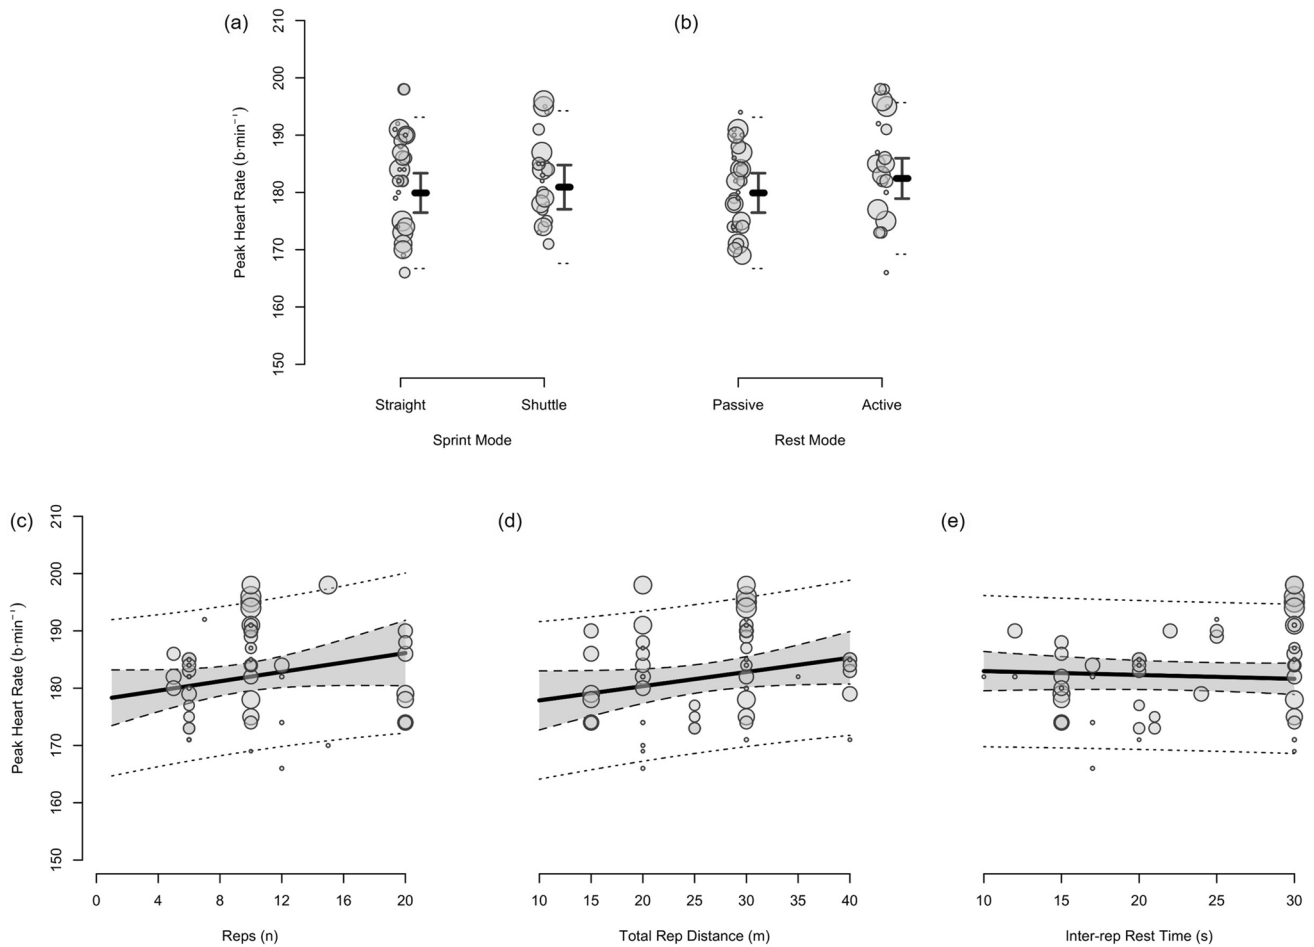 (a)
(b)
Peak Heart Rate (b·min⁻¹)
210
200
190
180
170
160
150
Straight
Shuttle
Passive
Active
Sprint Mode
Rest Mode
(c)
(d)
(e)
Peak Heart Rate (b·min⁻¹)
210
200
190
180
170
160
150
0 4 8 12 16 20
10 15 20 25 30 35 40
10 15 20 25 30
Reps (n)
Total Rep Distance (m)
Inter-rep Rest Time (s)